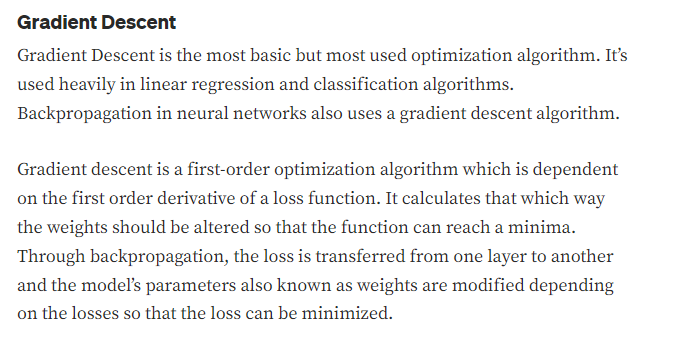 Gradient Descent
Gradient Descent is the most basic but most used optimization algorithm. It’s
used heavily in linear regression and classification algorithms.
Backpropagation in neural networks also uses a gradient descent algorithm.
Gradient descent is a first-order optimization algorithm which is dependent
on the first order derivative of a loss function. It calculates that which way
the weights should be altered so that the function can reach a minima.
Through backpropagation, the loss is transferred from one layer to another
and the model’s parameters also known as weights are modified depending
on the losses so that the loss can be minimized.